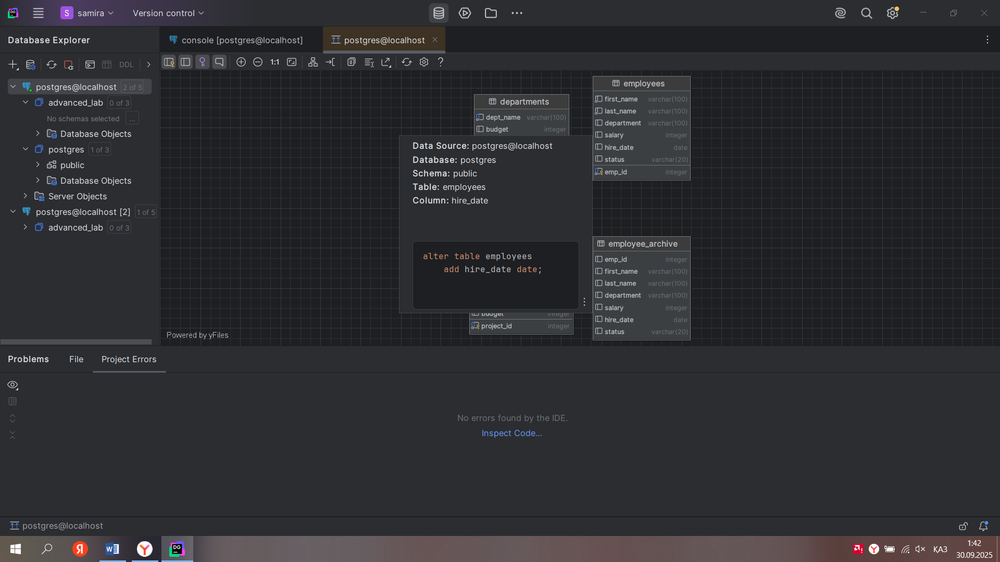 DG
S samira
Version control
Database Explorer
console [postgres@localhost]
postgres@localhost
DDL
1:1
?
postgres@localhost 2 of 5
advanced_lab 0 of 3
No schemas selected ...
Database Objects
postgres 1 of 3
public
Database Objects
Server Objects
postgres@localhost [2] 1 of 5
advanced_lab 0 of 3
departments
dept_name varchar(100)
budget integer
employees
first_name varchar(100)
last_name varchar(100)
department varchar(100)
salary integer
hire_date date
status varchar(20)
emp_id integer
Data Source: postgres@localhost
Database: postgres
Schema: public
Table: employees
Column: hire_date
alter table employees
add hire_date date;
employee_archive
emp_id integer
first_name varchar(100)
last_name varchar(100)
department varchar(100)
salary integer
hire_date date
status varchar(20)
budget integer
project_id integer
Powered by yFiles
Problems
File
Project Errors
No errors found by the IDE.
Inspect Code...
postgres@localhost
Я
W
Y
DG
ҚАЗ
1:42
30.09.2025